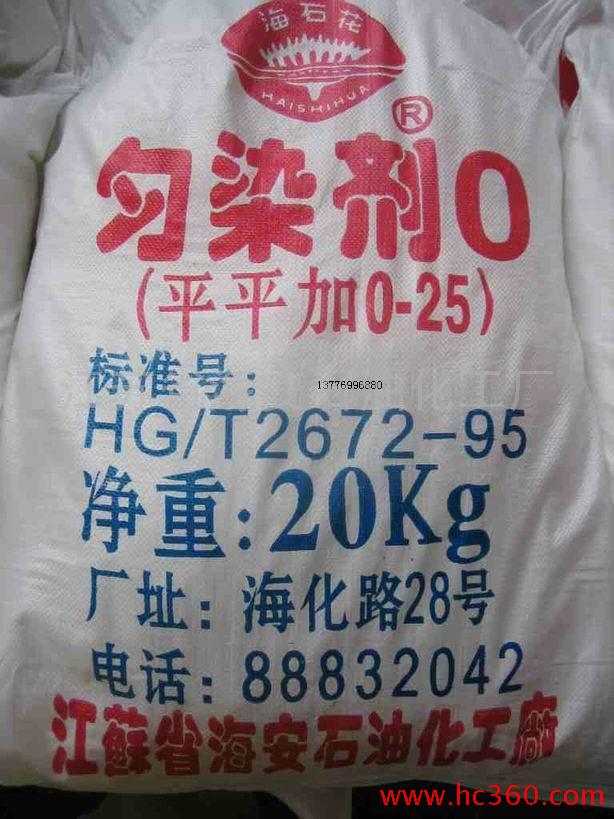 海石花
HAISHIHUA
®
匀染剂O
(平平加O-25)
标准号:
13776996380
HG/T2672-95
净重:20Kg
厂址:海化路28号
电话:88832042
江蘇省海安石油化工廠
www.hc360.com